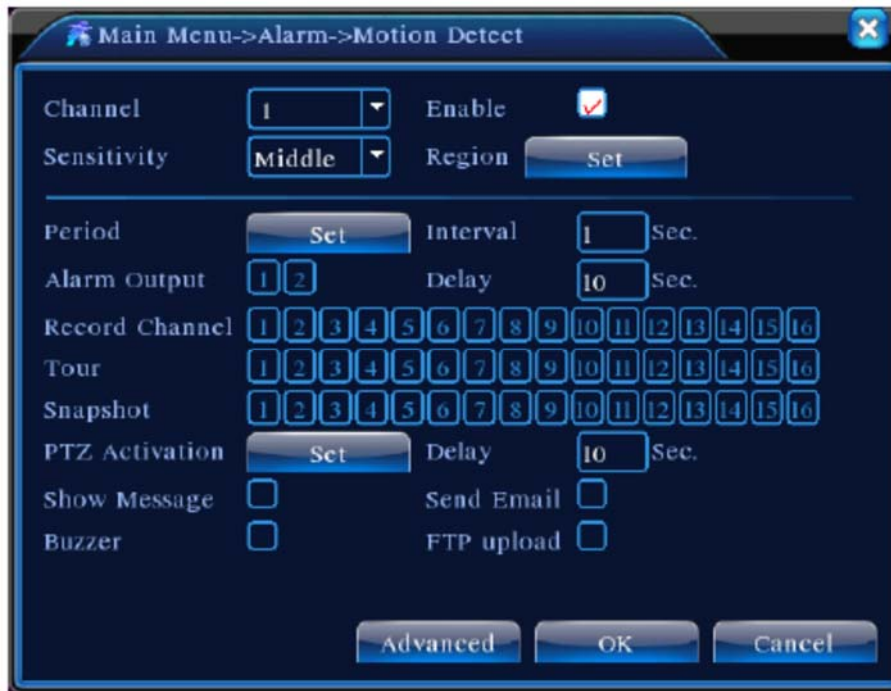 Main Menu->Alarm->Motion Detect
Channel 1 Enable
Sensitivity Middle Region Set
Period Set Interval 1 Sec.
Alarm Output 1 2 Delay 10 Sec.
Record Channel 1 2 3 4 5 6 7 8 9 10 11 12 13 14 15 16
Tour 1 2 3 4 5 6 7 8 9 10 11 12 13 14 15 16
Snapshot 1 2 3 4 5 6 7 8 9 10 11 12 13 14 15 16
PTZ Activation Set Delay 10 Sec.
Show Message Send Email
Buzzer FTP upload
Advanced OK Cancel